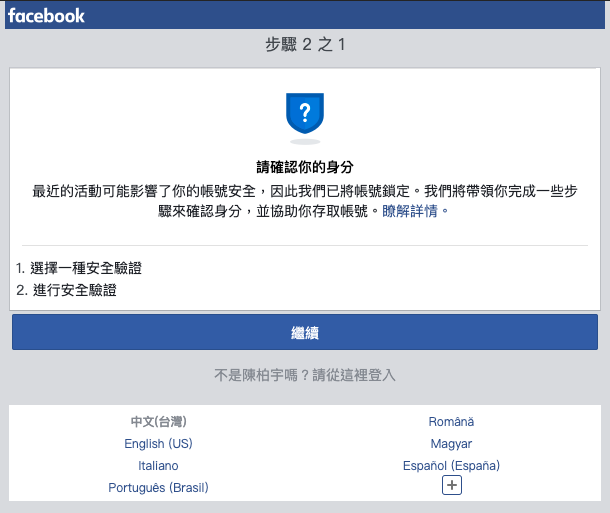 facebook
步驟 2 之 1
?
請確認你的身分
最近的活動可能影響了你的帳號安全，因此我們已將帳號鎖定。我們將帶領你完成一些步
驟來確認身分，並協助你存取帳號。瞭解詳情。
1. 選擇一種安全驗證
2. 進行安全驗證
繼續
不是陳柏宇嗎？請從這裡登入
中文(台灣)
Română
English (US)
Magyar
Italiano
Español (España)
Português (Brasil)
+